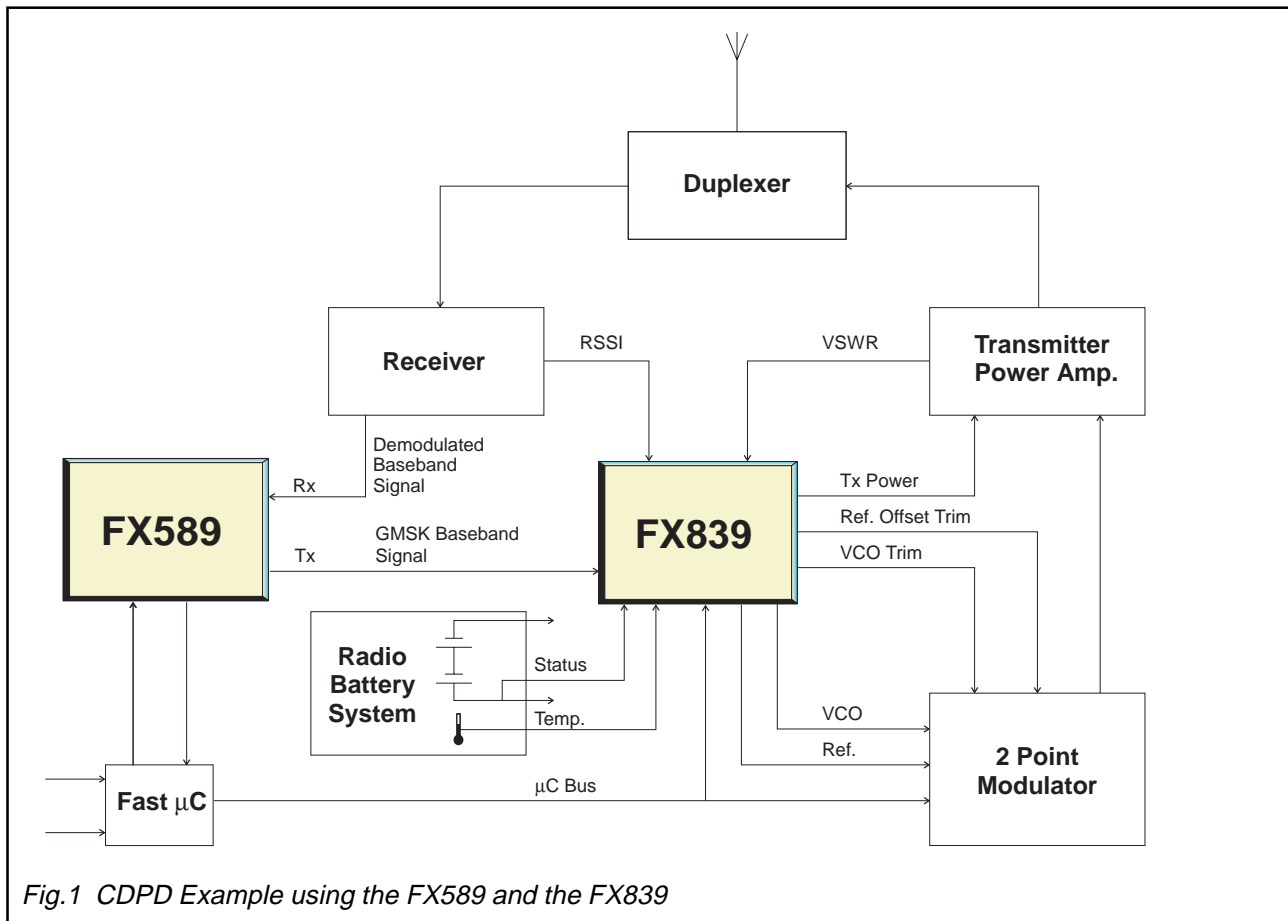 Duplexer
Receiver
RSSI
VSWR
Transmitter
Power Amp.
Demodulated
Baseband
Signal
Rx
FX589
Tx
GMSK Baseband
Signal
FX839
Tx Power
Ref. Offset Trim
VCO Trim
Radio
Battery
System
Status
Temp.
VCO
Ref.
2 Point
Modulator
Fast μC
μC Bus
Fig.1 CDPD Example using the FX589 and the FX839